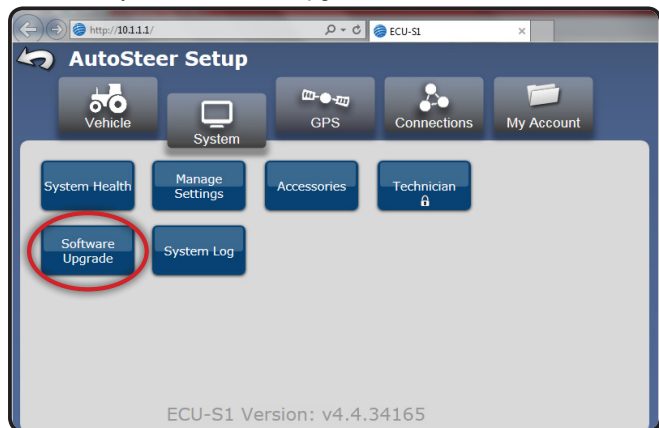 http://10.1.1.1/
ECU-S1
AutoSteer Setup
Vehicle
System
GPS
Connections
My Account
System Health
Manage
Settings
Accessories
Technician
Software
Upgrade
System Log
ECU-S1 Version: v4.4.34165